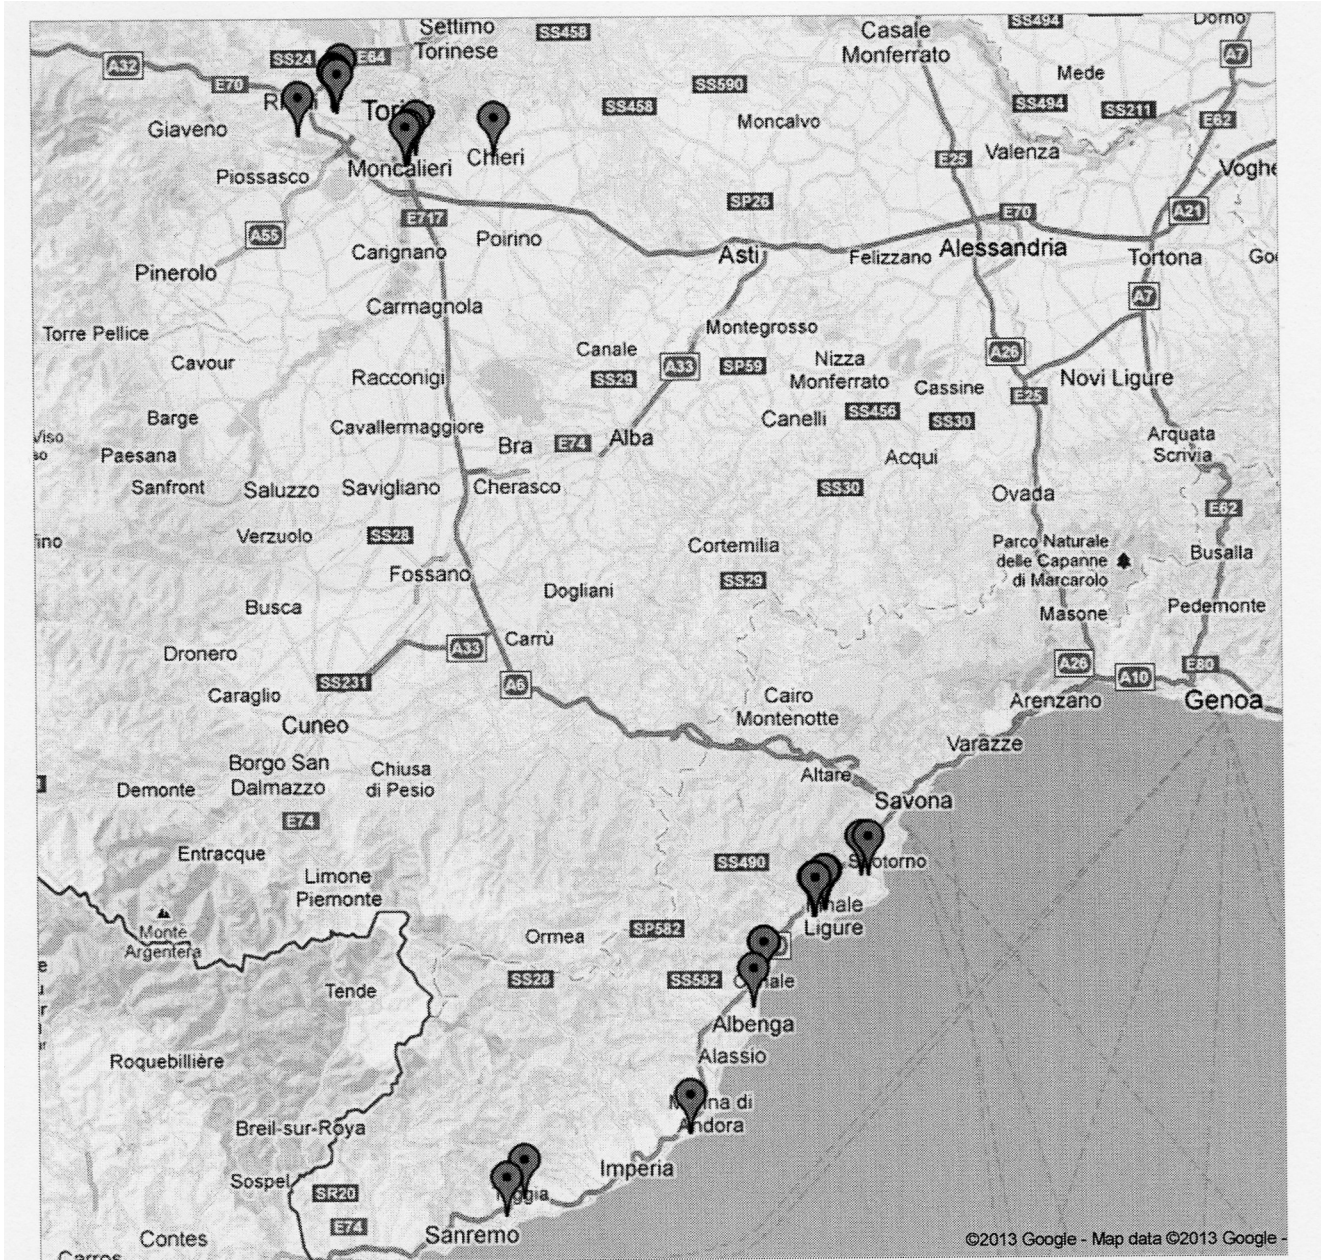 Settimo
Torinese
SS458
Casale
Monferrato
SS494
Dorno
A7
A32
SS24
E64
E70
Mede
SS590
SS458
SS494
SS211
E62
Giaveno
Moncalvo
Chieri
Moncalieri
E25
Valenza
Piossasco
SP26
E70
A21
E717
A55
Carignano
Poirino
Asti
Felizzano
Alessandria
Tortona
Pinerolo
Carmagnola
A7
Torre Pellice
Montegrosso
Cavour
Canale
A33
SP59
Nizza
Monferrato
A26
Racconigi
SS29
Cassine
E25
Novi Ligure
Barge
Cavallermaggiore
Canelli
SS456
SS30
Viso
so
Paesana
Bra
E74
Alba
Acqui
Arquata
Scrivia
Sanfront
Saluzzo
Savigliano
Cherasco
SS30
Ovada
E62
Verzuolo
SS28
Cortemilia
Parco Naturale
delle Capanne
di Marcarolo
Busalla
Fossano
SS29
Busca
Dogliani
Masone
Pedemonte
Dronero
A33
Carrù
A26
A10
E80
SS231
A6
Caraglio
Cuneo
Cairo
Montenotte
Arenzano
Genoa
Varazze
Borgo San
Dalmazzo
Chiusa
di Pesio
Demonte
Altare
Savona
E74
Entracque
SS490
Limone
Piemonte
Ligure
Monte
Argentera
Ormea
SP582
SS28
SS582
Tende
Albenga
Alassio
Roquebillière
Andora
Breil-sur-Roya
Imperia
Sospel
SR20
E74
Sanremo
Contes
Carros
©2013 Google - Map data ©2013 Google -